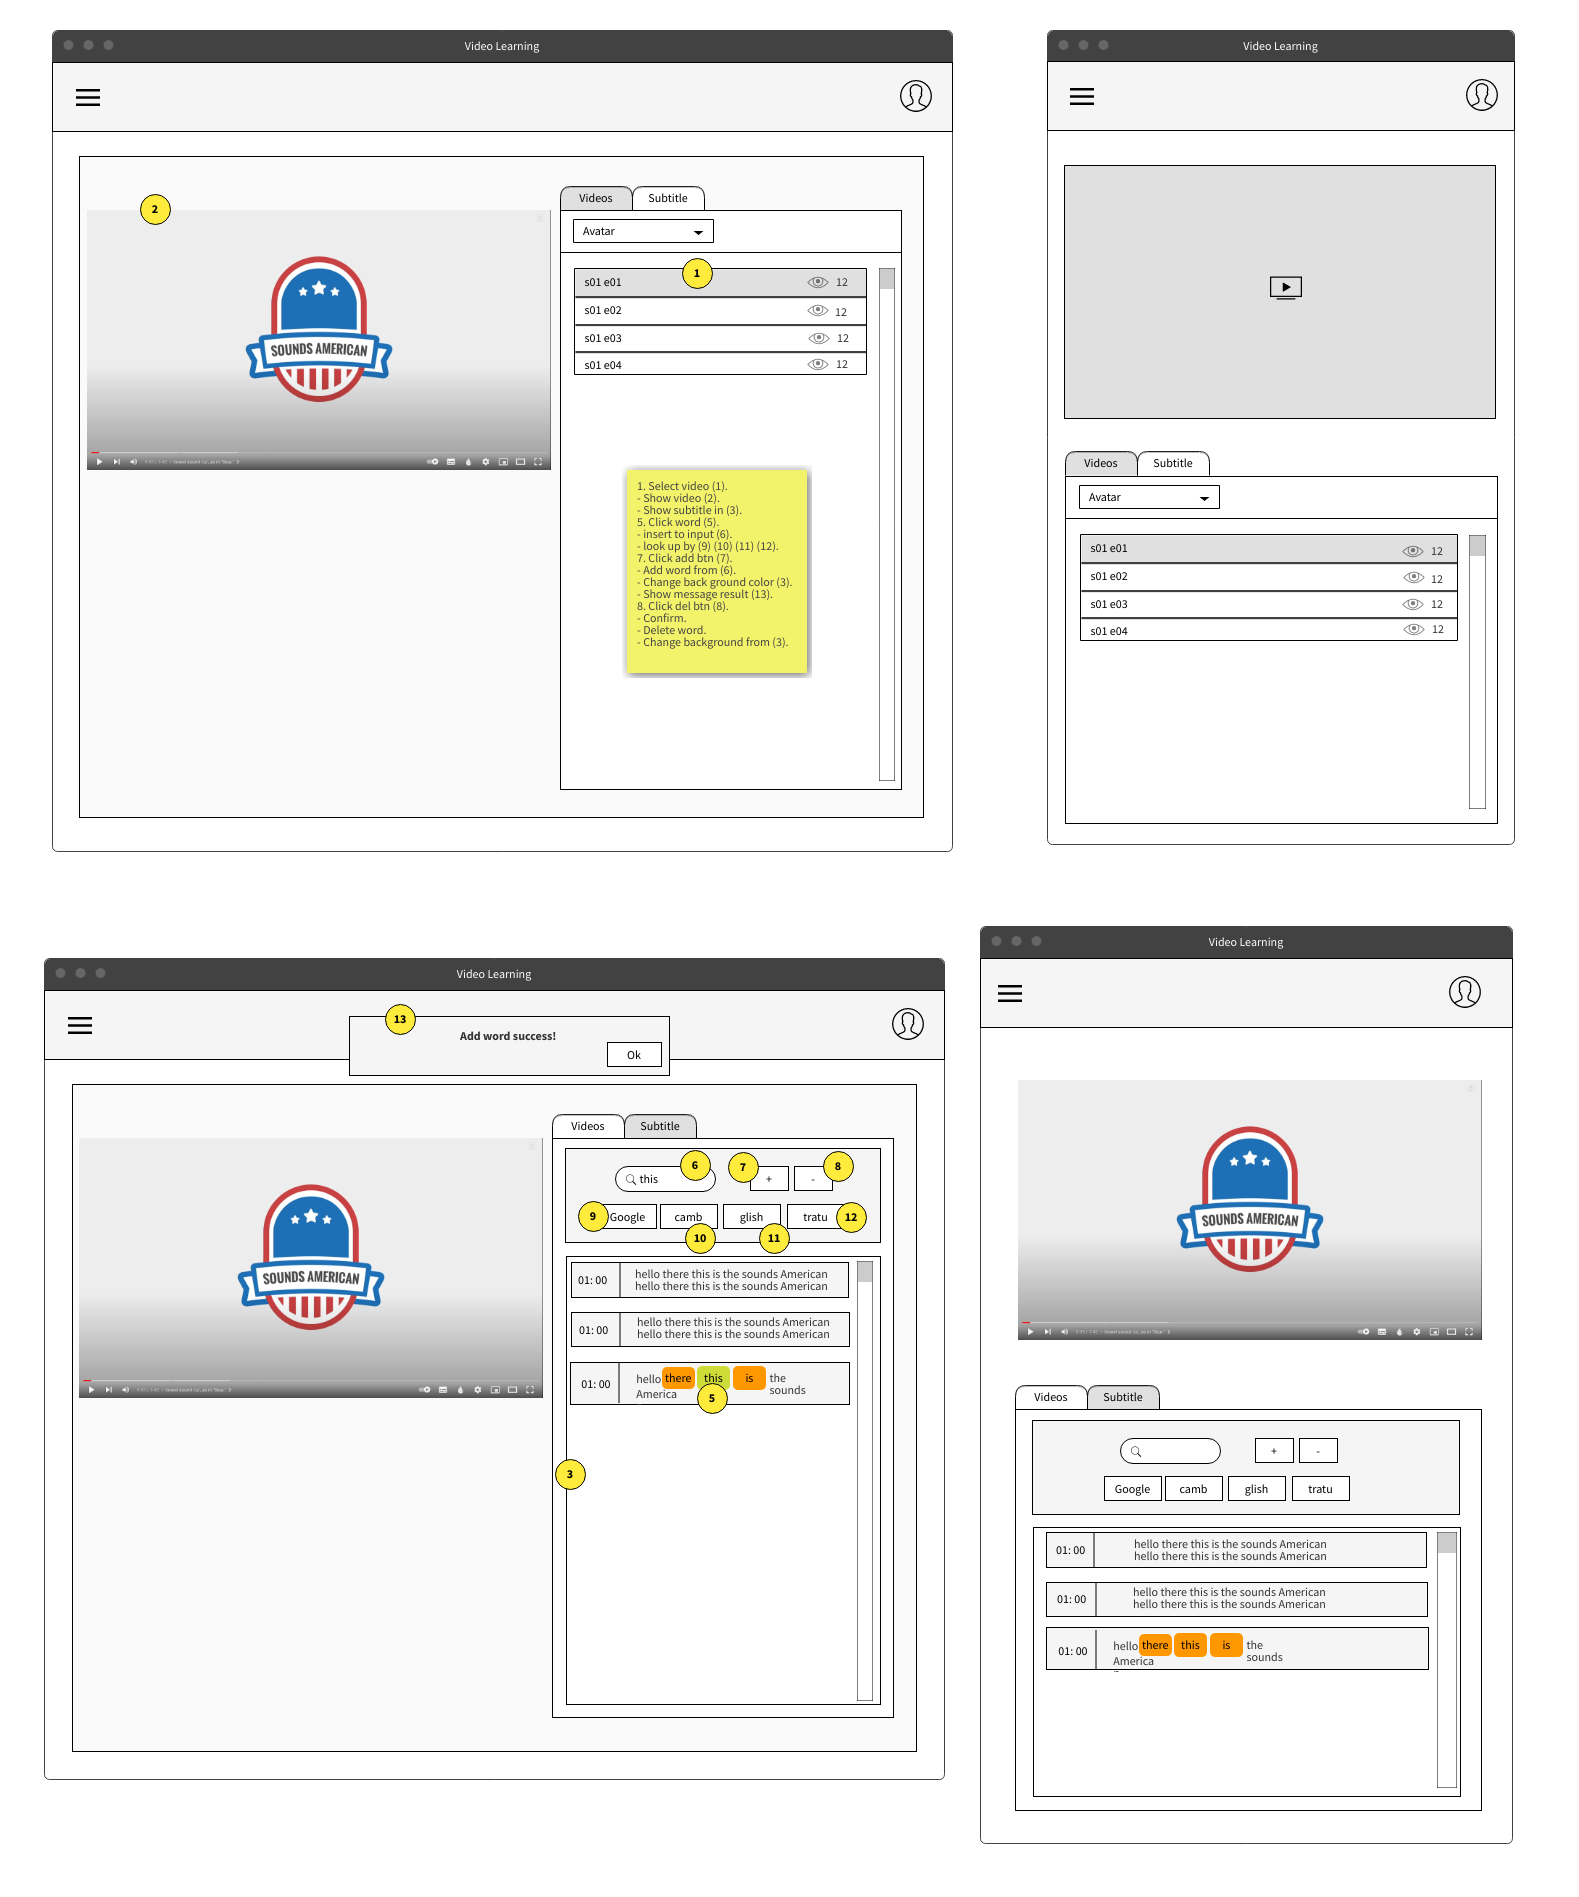 Video Learning
2
SOUNDS AMERICAN
Videos
Subtitle
Avatar
1
s01 e01
12
s01 e02
12
s01 e03
12
s01 e04
12
1. Select video (1).
- Show video (2).
- Show subtitle in (3).
5. Click word (5).
- insert to input (6).
- look up by (9) (10) (11) (12).
7. Click add btn (7).
- Add word from (6).
- Change back ground color (3).
- Show message result (13).
8. Click del btn (8).
- Confirm.
- Delete word.
- Change background from (3).
Video Learning
Videos
Subtitle
Avatar
s01 e01
12
s01 e02
12
s01 e03
12
s01 e04
12
Video Learning
13
Add word success!
Ok
SOUNDS AMERICAN
Videos
Subtitle
this
6
7
+
-
8
9
Google
camb
glish
tratu
12
10
11
01: 00
hello there this is the sounds American
hello there this is the sounds American
01: 00
hello there this is the sounds American
hello there this is the sounds American
01: 00
hello there this is the
America sounds
5
3
Video Learning
SOUNDS AMERICAN
Videos
Subtitle
+
-
Google
camb
glish
tratu
01: 00
hello there this is the sounds American
hello there this is the sounds American
01: 00
hello there this is the sounds American
hello there this is the sounds American
01: 00
hello there this is the
America sounds